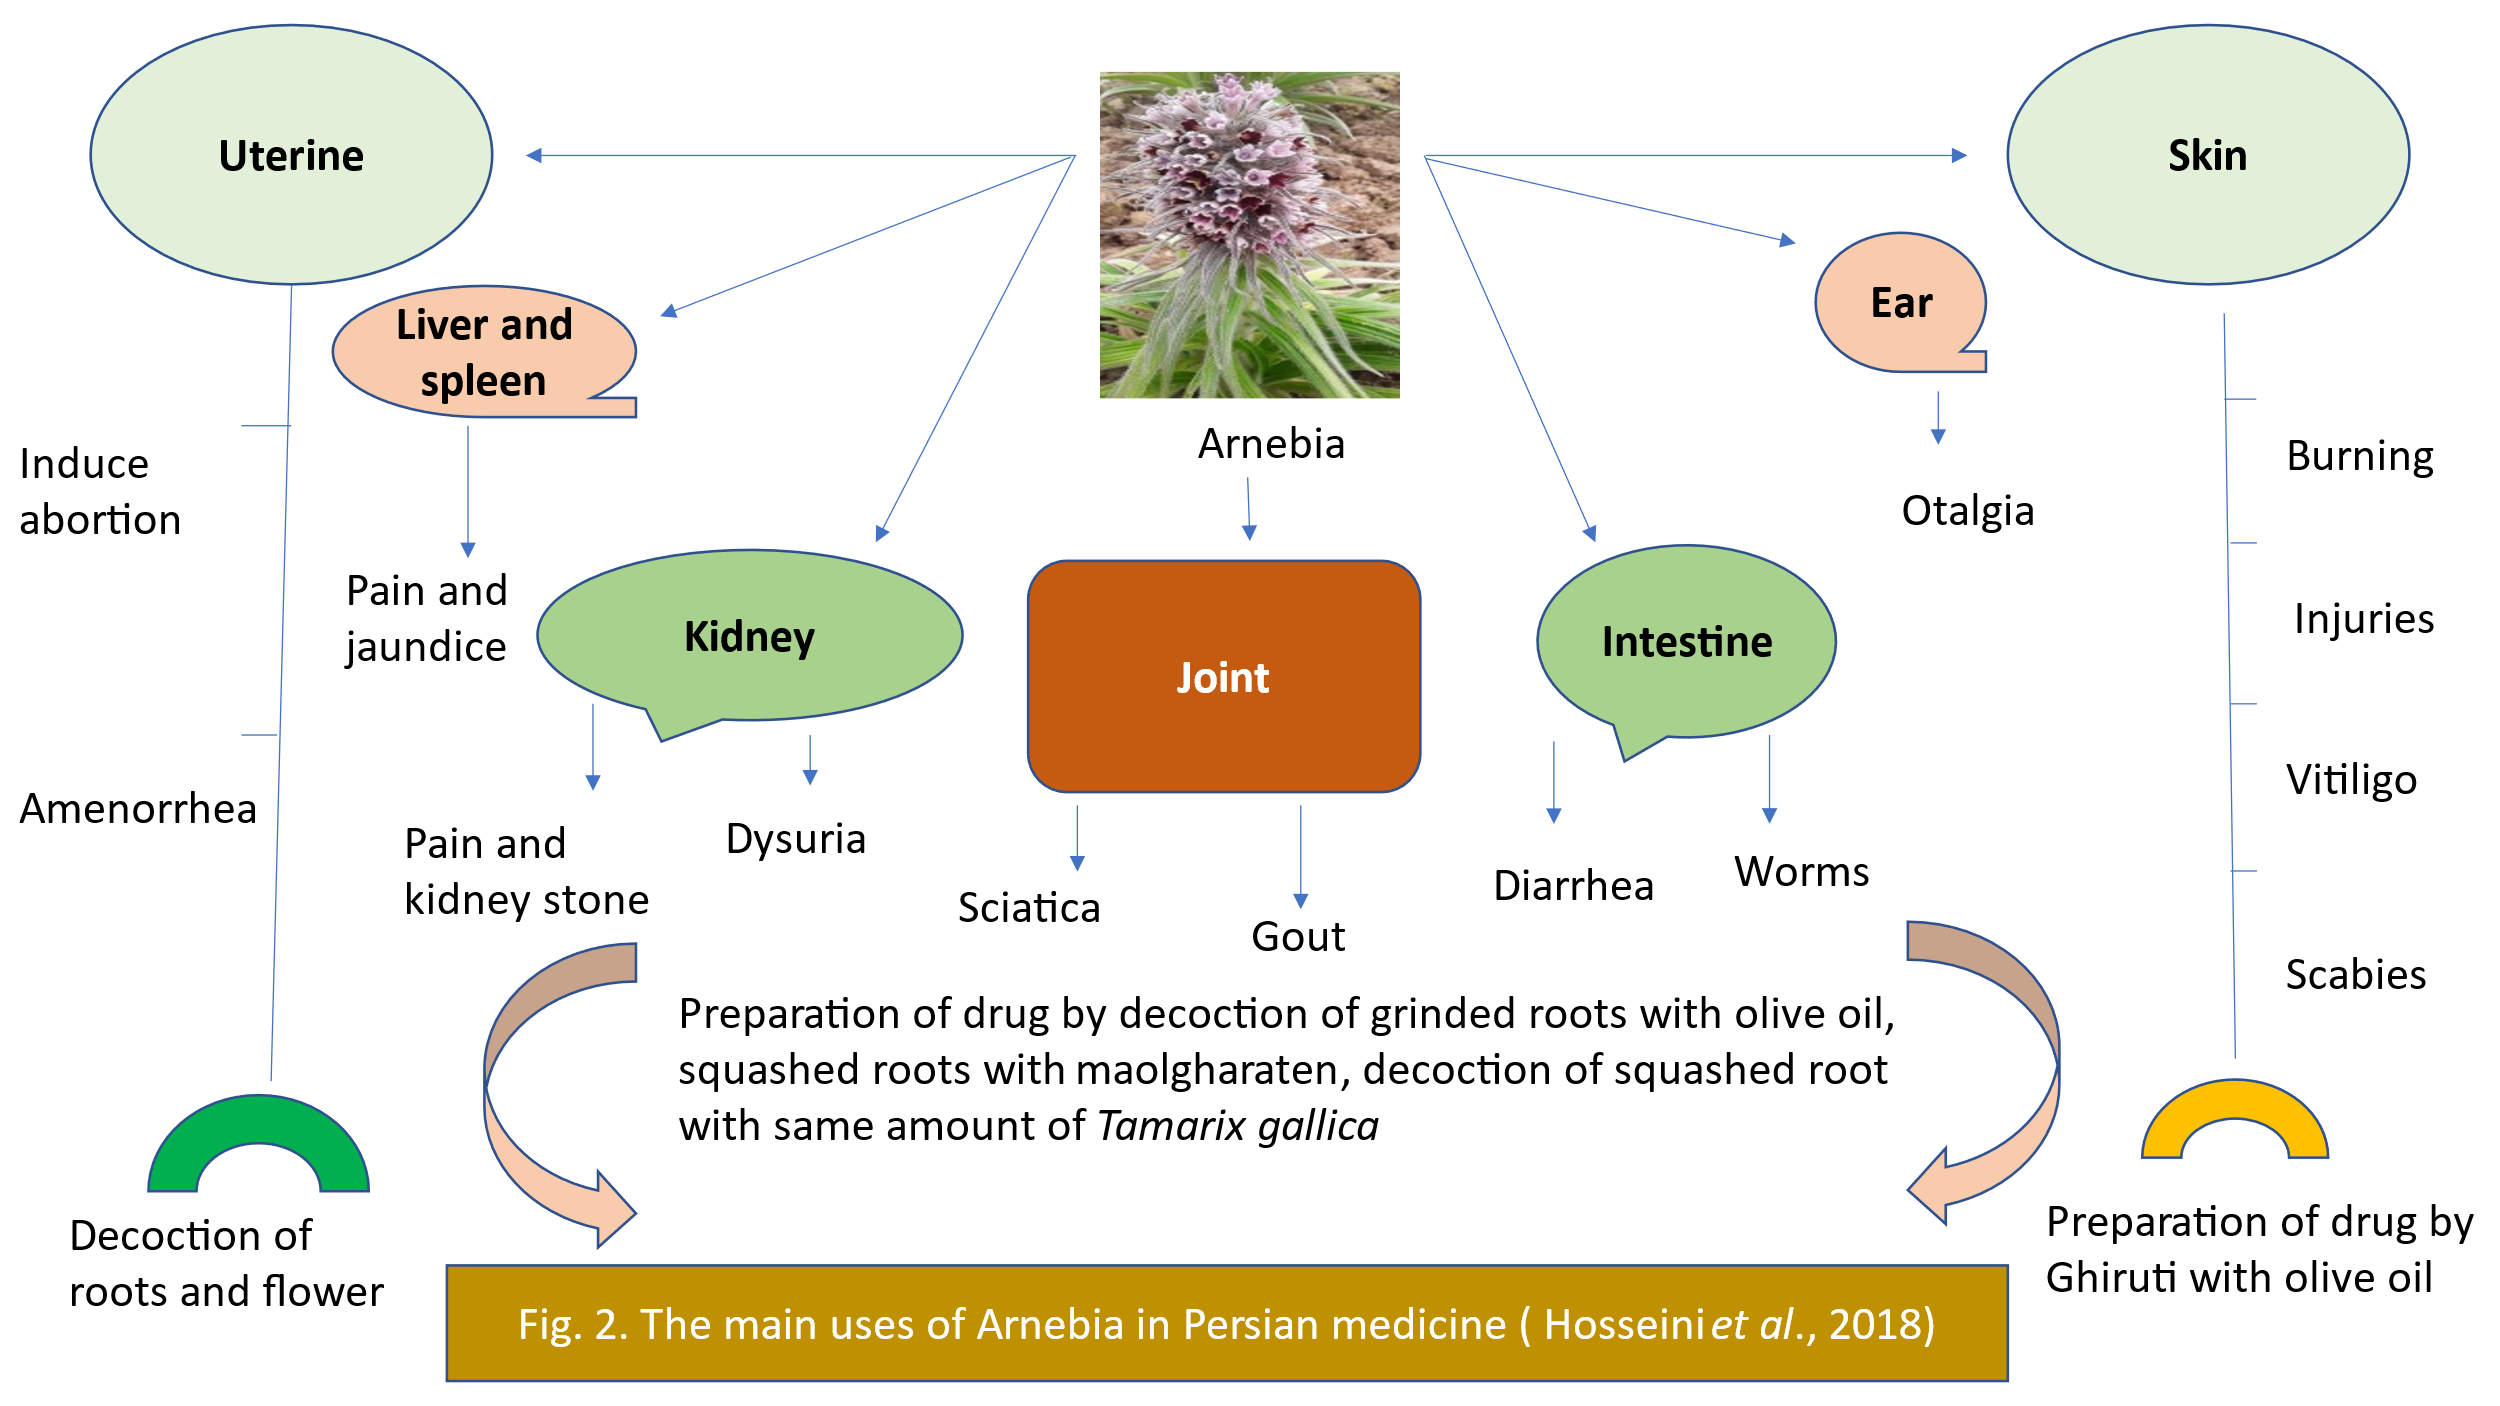 Uterine
Skin
Liver and
spleen
Ear
Arnebia
Induce
abortion
Burning
Otalgia
Pain and
jaundice
Injuries
Kidney
Joint
Intestine
Amenorrhea
Vitiligo
Pain and
kidney stone
Dysuria
Sciatica
Gout
Diarrhea
Worms
Scabies
Preparation of drug by decoction of grinded roots with olive oil,
squashed roots with maolgharaten, decoction of squashed root
with same amount of Tamarix gallica
Decoction of
roots and flower
Preparation of drug by
Ghiruti with olive oil
Fig. 2. The main uses of Arnebia in Persian medicine ( Hosseini et al., 2018)